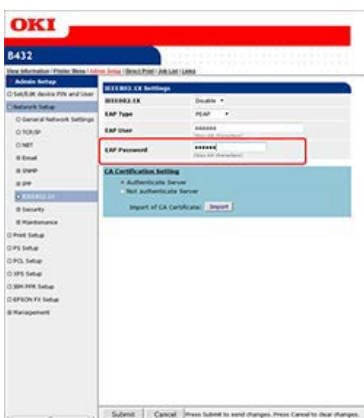 OKI
B432
View Information | Printer Menu | Admin Setup | Direct Print | Job List | Links
Admin Setup
Set/Edit device PIN and User
Network Setup
General Network Settings
TCP/IP
NBT
Email
SNMP
IPP
IEEE802.1X
Security
Maintenance
Print Setup
PS Setup
PCL Setup
XPS Setup
IBM PPR Setup
EPSON FX Setup
Management
IEEE802.1X Settings
IEEE802.1X
Disable
EAP Type
PEAP
EAP User
EAP Password
CA Certification Setting
Authenticate Server
Not authenticate Server
Import of CA Certificate:
Import
Submit
Cancel
Press Submit to send changes. Press Cancel to clear changes.